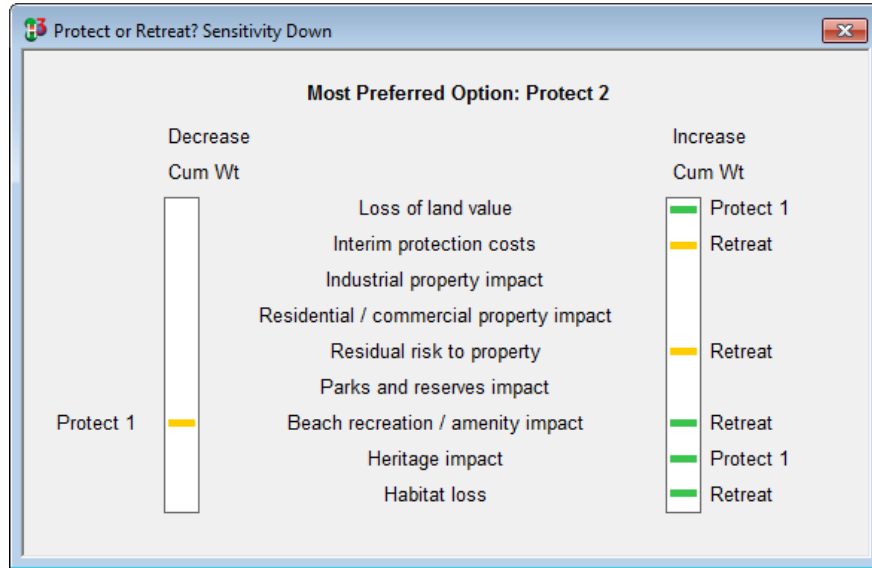 Protect or Retreat? Sensitivity Down
Most Preferred Option: Protect 2
Decrease Increase
Cum Wt Cum Wt
Loss of land value Protect 1
Interim protection costs Retreat
Industrial property impact
Residential / commercial property impact
Residual risk to property Retreat
Parks and reserves impact
Protect 1 Beach recreation / amenity impact Retreat
Heritage impact Protect 1
Habitat loss Retreat